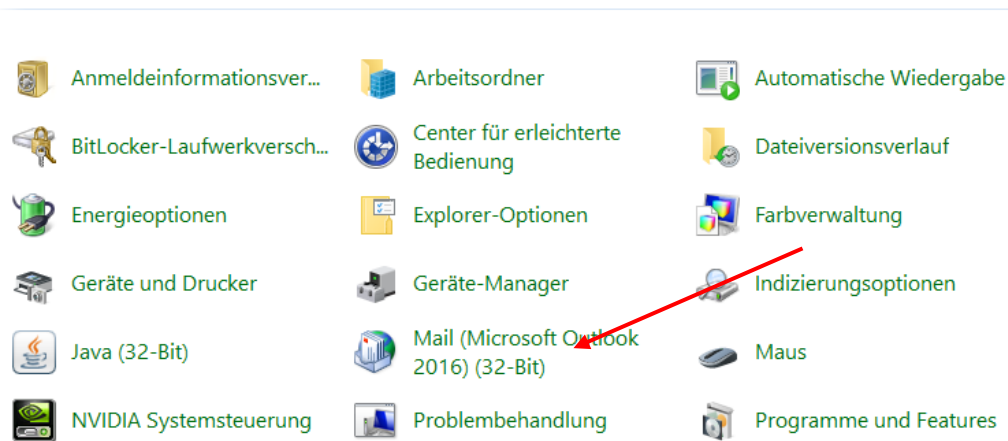 Anmeldeinformationsver...
Arbeitsordner
Automatische Wiedergabe
BitLocker-Laufwerkversch...
Center für erleichterte
Bedienung
Dateiversionsverlauf
Energieoptionen
Explorer-Optionen
Farbverwaltung
Geräte und Drucker
Geräte-Manager
Indizierungsoptionen
Java (32-Bit)
Mail (Microsoft Outlook
2016) (32-Bit)
Maus
NVIDIA Systemsteuerung
Problembehandlung
Programme und Features